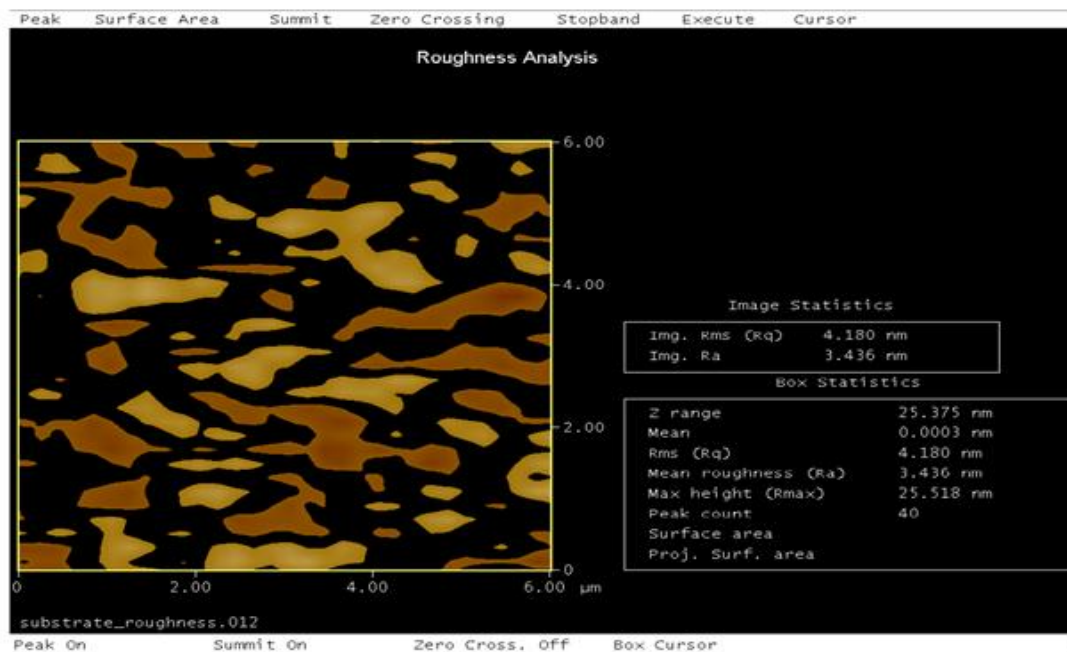 Peak Surface Area Summit Zero Crossing Stopband Execute Cursor
Roughness Analysis
6.00
4.00
Image Statistics
Img. Rms (Rq) 4.180 nm
Img. Ra 3.436 nm
Box Statistics
Z range 25.375 nm
Mean 0.0003 nm
2.00
Rms (Rq) 4.180 nm
Mean roughness (Ra) 3.436 nm
Max height (Rmax) 25.518 nm
Peak count 40
Surface area
Proj. Surf. area
0
0 2.00 4.00 6.00 µm
substrate_roughness.012
Peak On Summit On Zero Cross. Off Box Cursor